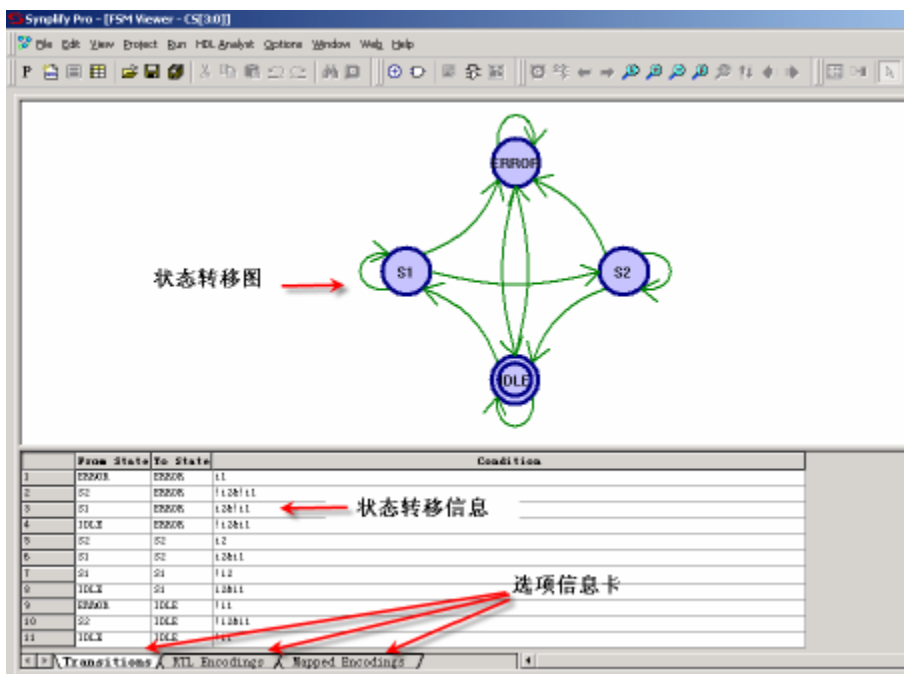 Synplify Pro - [FSM Viewer - CS[3:0]]
File Edit View Project Run HDL Analyst Options Window Web Help
P
ERROR
S1
S2
IDLE
状态转移图
From State To State Condition
1 ERROR ERROR i1
2 S2 ERROR !i2&!i1
3 S1 ERROR i2&!i1
状态转移信息
4 IDLE ERROR !i2&i1
5 S2 S2 i2
6 S1 S2 i2&i1
7 S1 S1 !i2
8 IDLE S1 i2&i1
选项信息卡
9 ERROR IDLE !i1
10 S2 IDLE !i2&i1
11 IDLE IDLE !i1
Transitions RTL Encodings Mapped Encodings